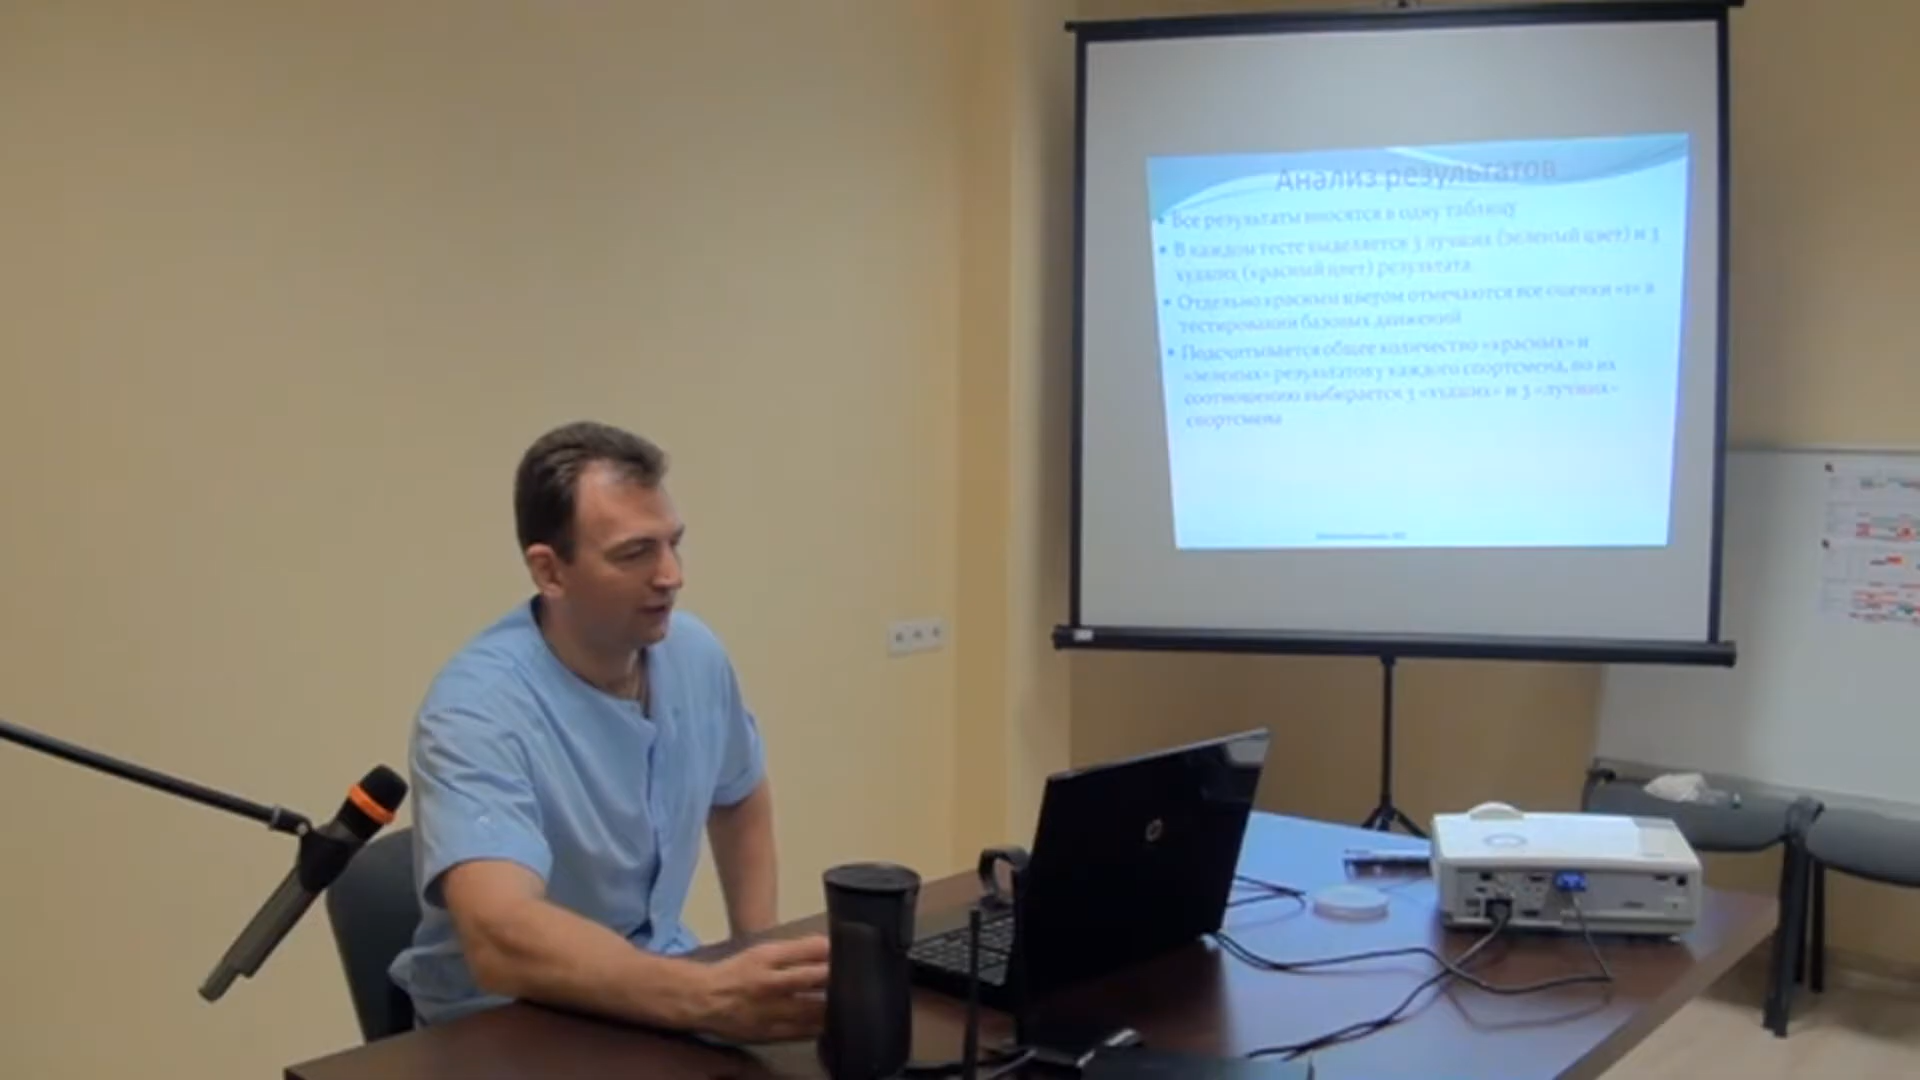 Анализ результатов
• Все результаты вносятся в одну таблицу
• В каждом тесте выделяется 3 лучших (зеленый цвет) и 3
худших (красный цвет) результата
• Отдельно красным цветом отмечаются все оценки «1» в
тестировании базовых движений
• Подсчитывается общее количество «красных» и
«зеленых» результатов у каждого спортсмена, по их
соотношению выбирается 3 «худших» и 3 «лучших»
спортсмена
hp